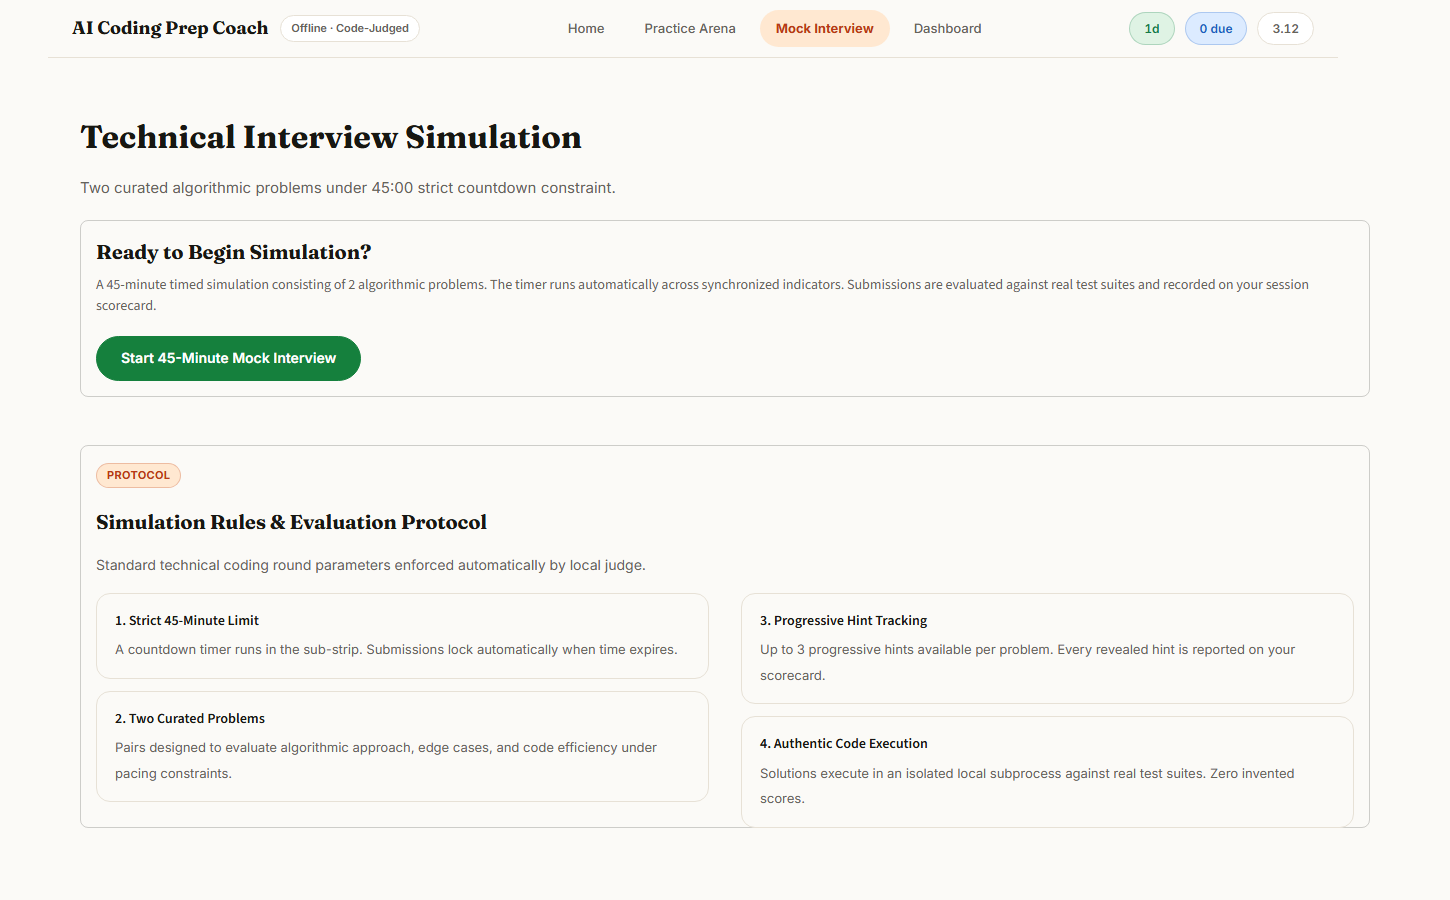 AI Coding Prep Coach
Offline · Code-Judged
Home
Practice Arena
Mock Interview
Dashboard
1d
0 due
3.12
Technical Interview Simulation
Two curated algorithmic problems under 45:00 strict countdown constraint.
Ready to Begin Simulation?
A 45-minute timed simulation consisting of 2 algorithmic problems. The timer runs automatically across synchronized indicators. Submissions are evaluated against real test suites and recorded on your session
scorecard.
Start 45-Minute Mock Interview
PROTOCOL
Simulation Rules & Evaluation Protocol
Standard technical coding round parameters enforced automatically by local judge.
1. Strict 45-Minute Limit
A countdown timer runs in the sub-strip. Submissions lock automatically when time expires.
2. Two Curated Problems
Pairs designed to evaluate algorithmic approach, edge cases, and code efficiency under
pacing constraints.
3. Progressive Hint Tracking
Up to 3 progressive hints available per problem. Every revealed hint is reported on your
scorecard.
4. Authentic Code Execution
Solutions execute in an isolated local subprocess against real test suites. Zero invented
scores.